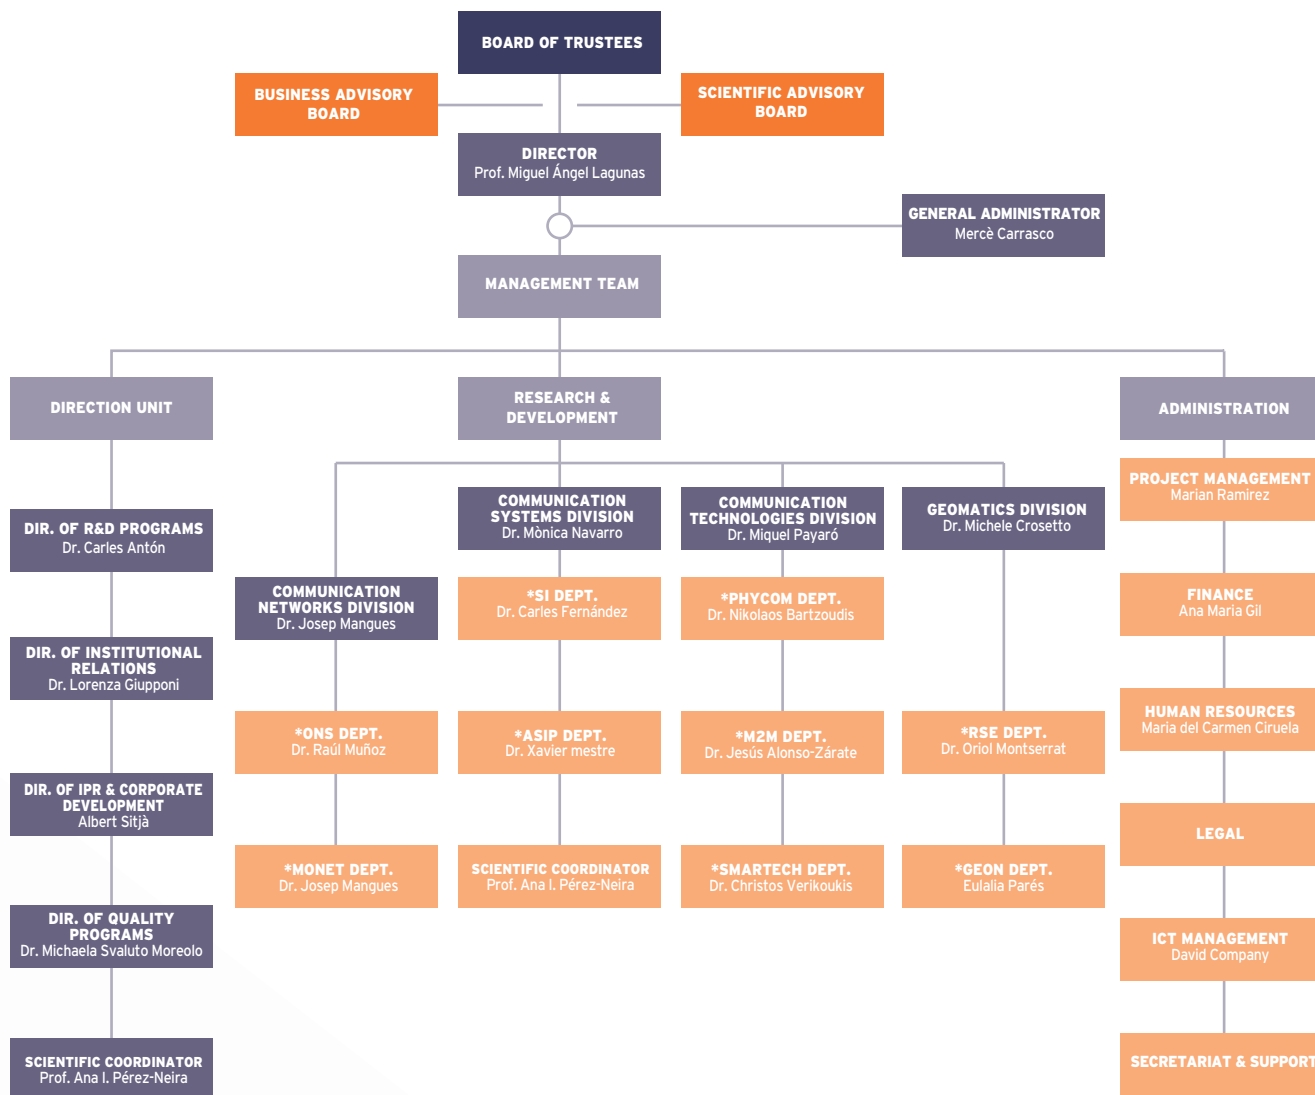 BOARD OF TRUSTEES
BUSINESS ADVISORY
BOARD
SCIENTIFIC ADVISORY
BOARD
DIRECTOR
Prof. Miguel Ángel Lagunas
GENERAL ADMINISTRATOR
Mercè Carrasco
MANAGEMENT TEAM
DIRECTION UNIT
RESEARCH &
DEVELOPMENT
ADMINISTRATION
DIR. OF R&D PROGRAMS
Dr. Carles Antón
DIR. OF INSTITUTIONAL
RELATIONS
Dr. Lorenza Giupponi
DIR. OF IPR & CORPORATE
DEVELOPMENT
Albert Sitjà
DIR. OF QUALITY
PROGRAMS
Dr. Michaela Svaluto Moreolo
SCIENTIFIC COORDINATOR
Prof. Ana I. Pérez-Neira
COMMUNICATION
NETWORKS DIVISION
Dr. Josep Mangues
*ONS DEPT.
Dr. Raúl Muñoz
*MONET DEPT.
Dr. Josep Mangues
COMMUNICATION
SYSTEMS DIVISION
Dr. Mònica Navarro
*SI DEPT.
Dr. Carles Fernández
*ASIP DEPT.
Dr. Xavier mestre
SCIENTIFIC COORDINATOR
Prof. Ana I. Pérez-Neira
COMMUNICATION
TECHNOLOGIES DIVISION
Dr. Miquel Payaró
*PHYCOM DEPT.
Dr. Nikolaos Bartzoudis
*M2M DEPT.
Dr. Jesús Alonso-Zárate
*SMARTECH DEPT.
Dr. Christos Verikoukis
GEOMATICS DIVISION
Dr. Michele Crosetto
*RSE DEPT.
Dr. Oriol Montserrat
*GEON DEPT.
Eulalia Parés
PROJECT MANAGEMENT
Marian Ramirez
FINANCE
Ana Maria Gil
HUMAN RESOURCES
Maria del Carmen Ciruela
LEGAL
ICT MANAGEMENT
David Company
SECRETARIAT & SUPPORT